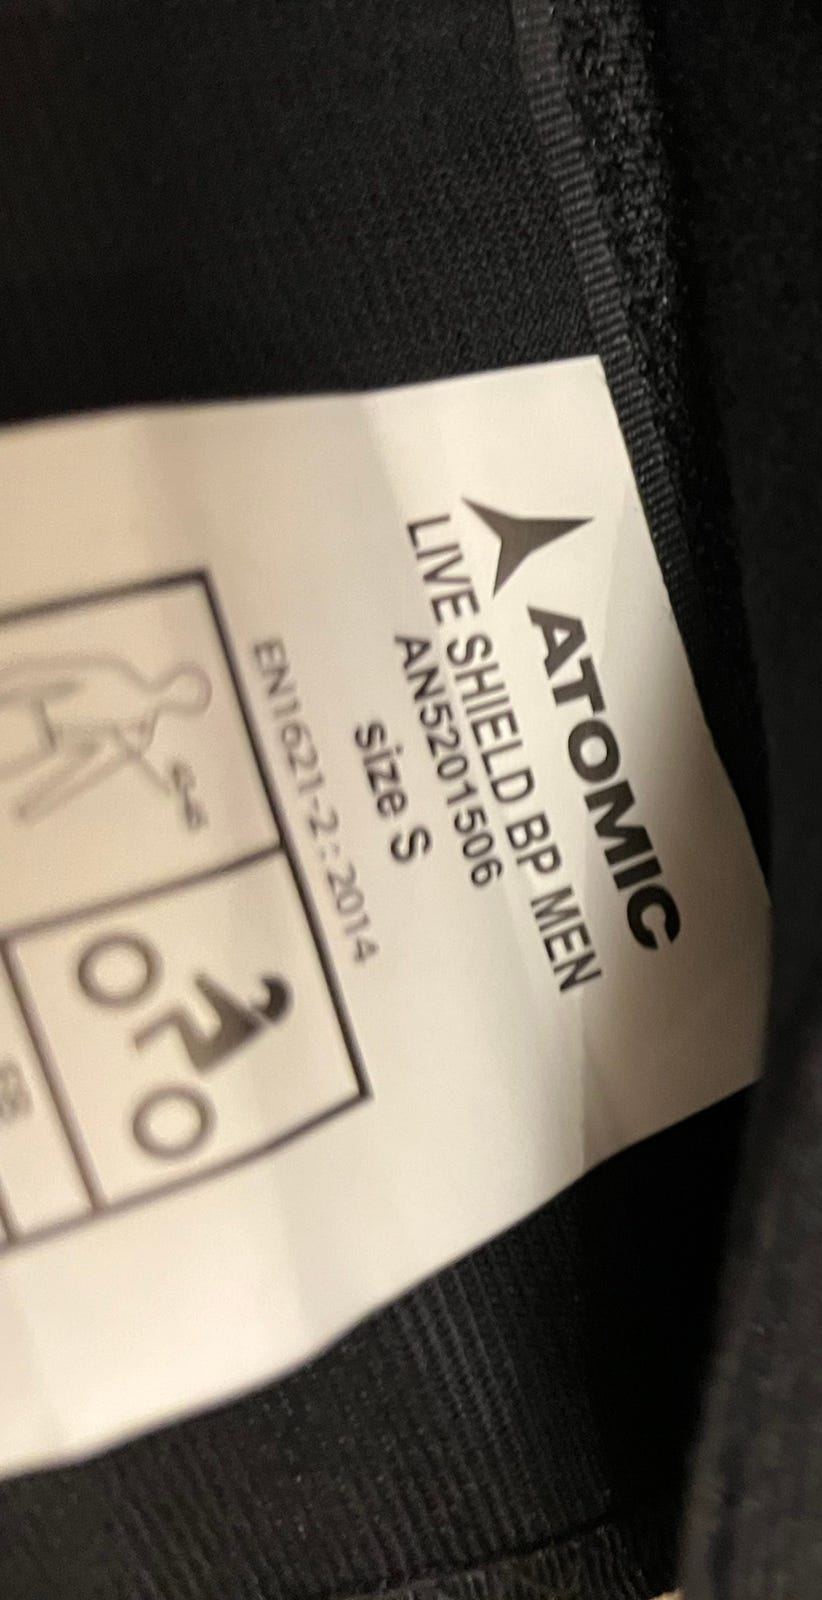 ATOMIC
LIVE SHIELD BP MEN
AN5201506
size S
EN1621-2 : 2014